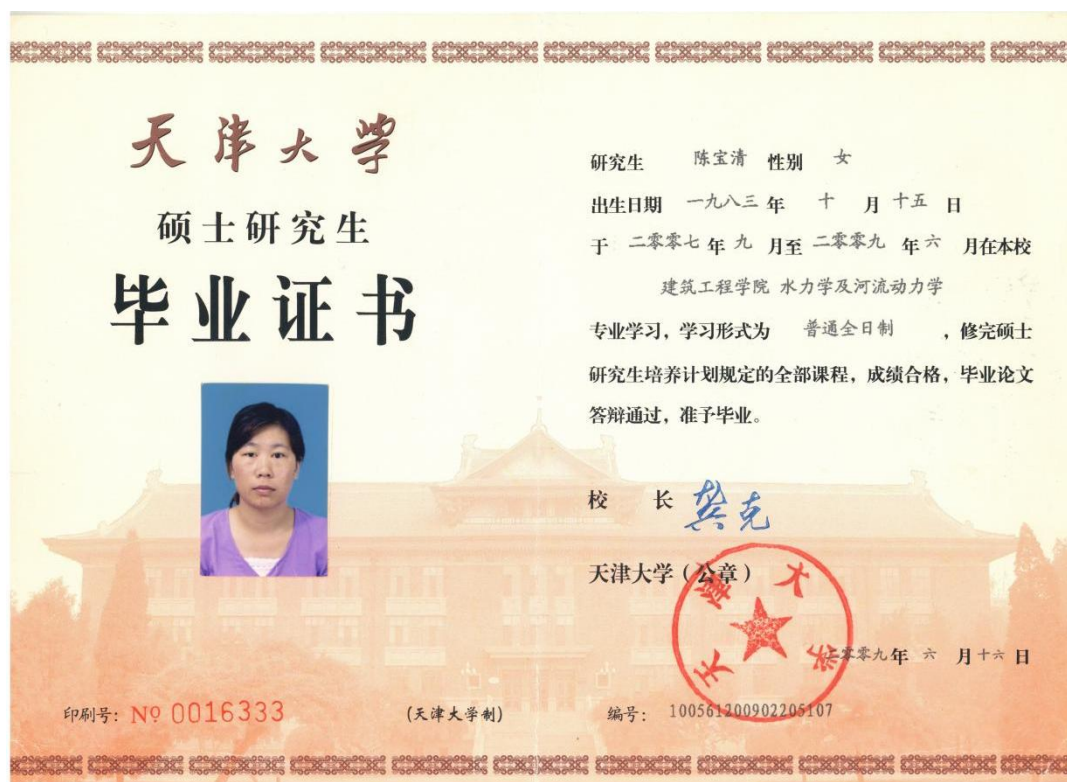 天津大学
硕士研究生
毕业证书
印刷号：№ 0016333
(天津大学制)
研究生 陈宝清 性别 女
出生日期 一九八三 年 十 月 十五 日
于 二零零七 年 九 月至 二零零九 年 六 月在本校
建筑工程学院 水力学及河流动力学
专业学习，学习形式为 普通全日制 ，修完硕士
研究生培养计划规定的全部课程，成绩合格，毕业论文
答辩通过，准予毕业。
校 长 龚克
天津大学（公章）
天津大学
二零零九 年 六 月 十六 日
编号： 100561200902205107